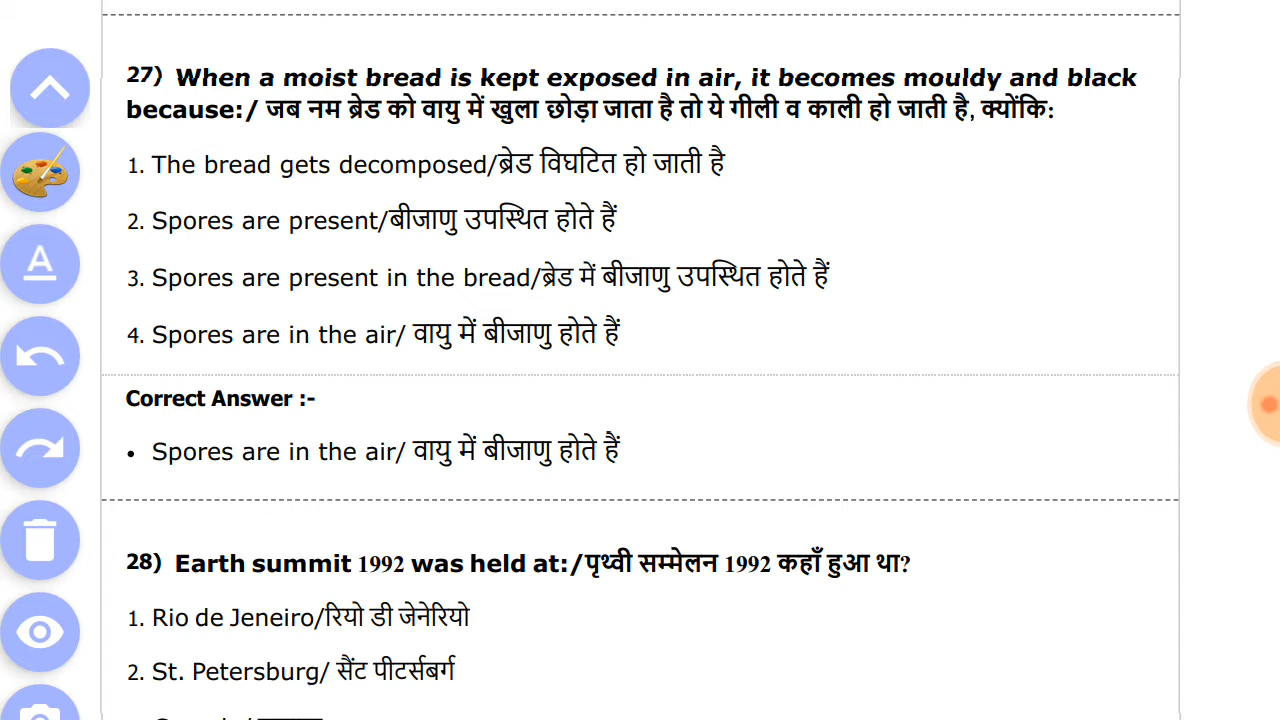 27) When a moist bread is kept exposed in air, it becomes mouldy and black
because:/ जब नम ब्रेड को वायु में खुला छोड़ा जाता है तो ये गीली व काली हो जाती है, क्योंकि:
1. The bread gets decomposed/ब्रेड विघटित हो जाती है
2. Spores are present/बीजाणु उपस्थित होते हैं
3. Spores are present in the bread/ब्रेड में बीजाणु उपस्थित होते हैं
4. Spores are in the air/ वायु में बीजाणु होते हैं
Correct Answer :-
• Spores are in the air/ वायु में बीजाणु होते हैं
28) Earth summit 1992 was held at:/पृथ्वी सम्मेलन 1992 कहाँ हुआ था?
1. Rio de Jeneiro/रियो डी जेनेरियो
2. St. Petersburg/ सैंट पीटर्सबर्ग